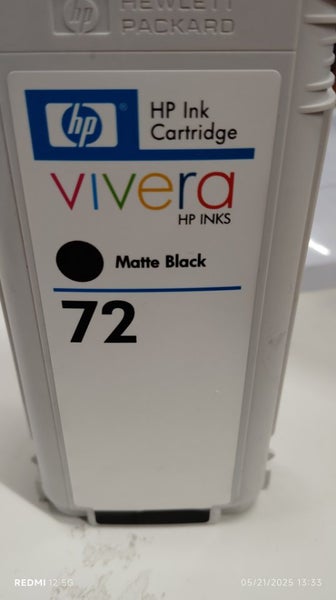 hp HEWLETT
PACKARD
hp® HP Ink
Cartridge
vivera
HP INKS
Matte Black
72
REDMI 12 5G
05/21/2025 13:33